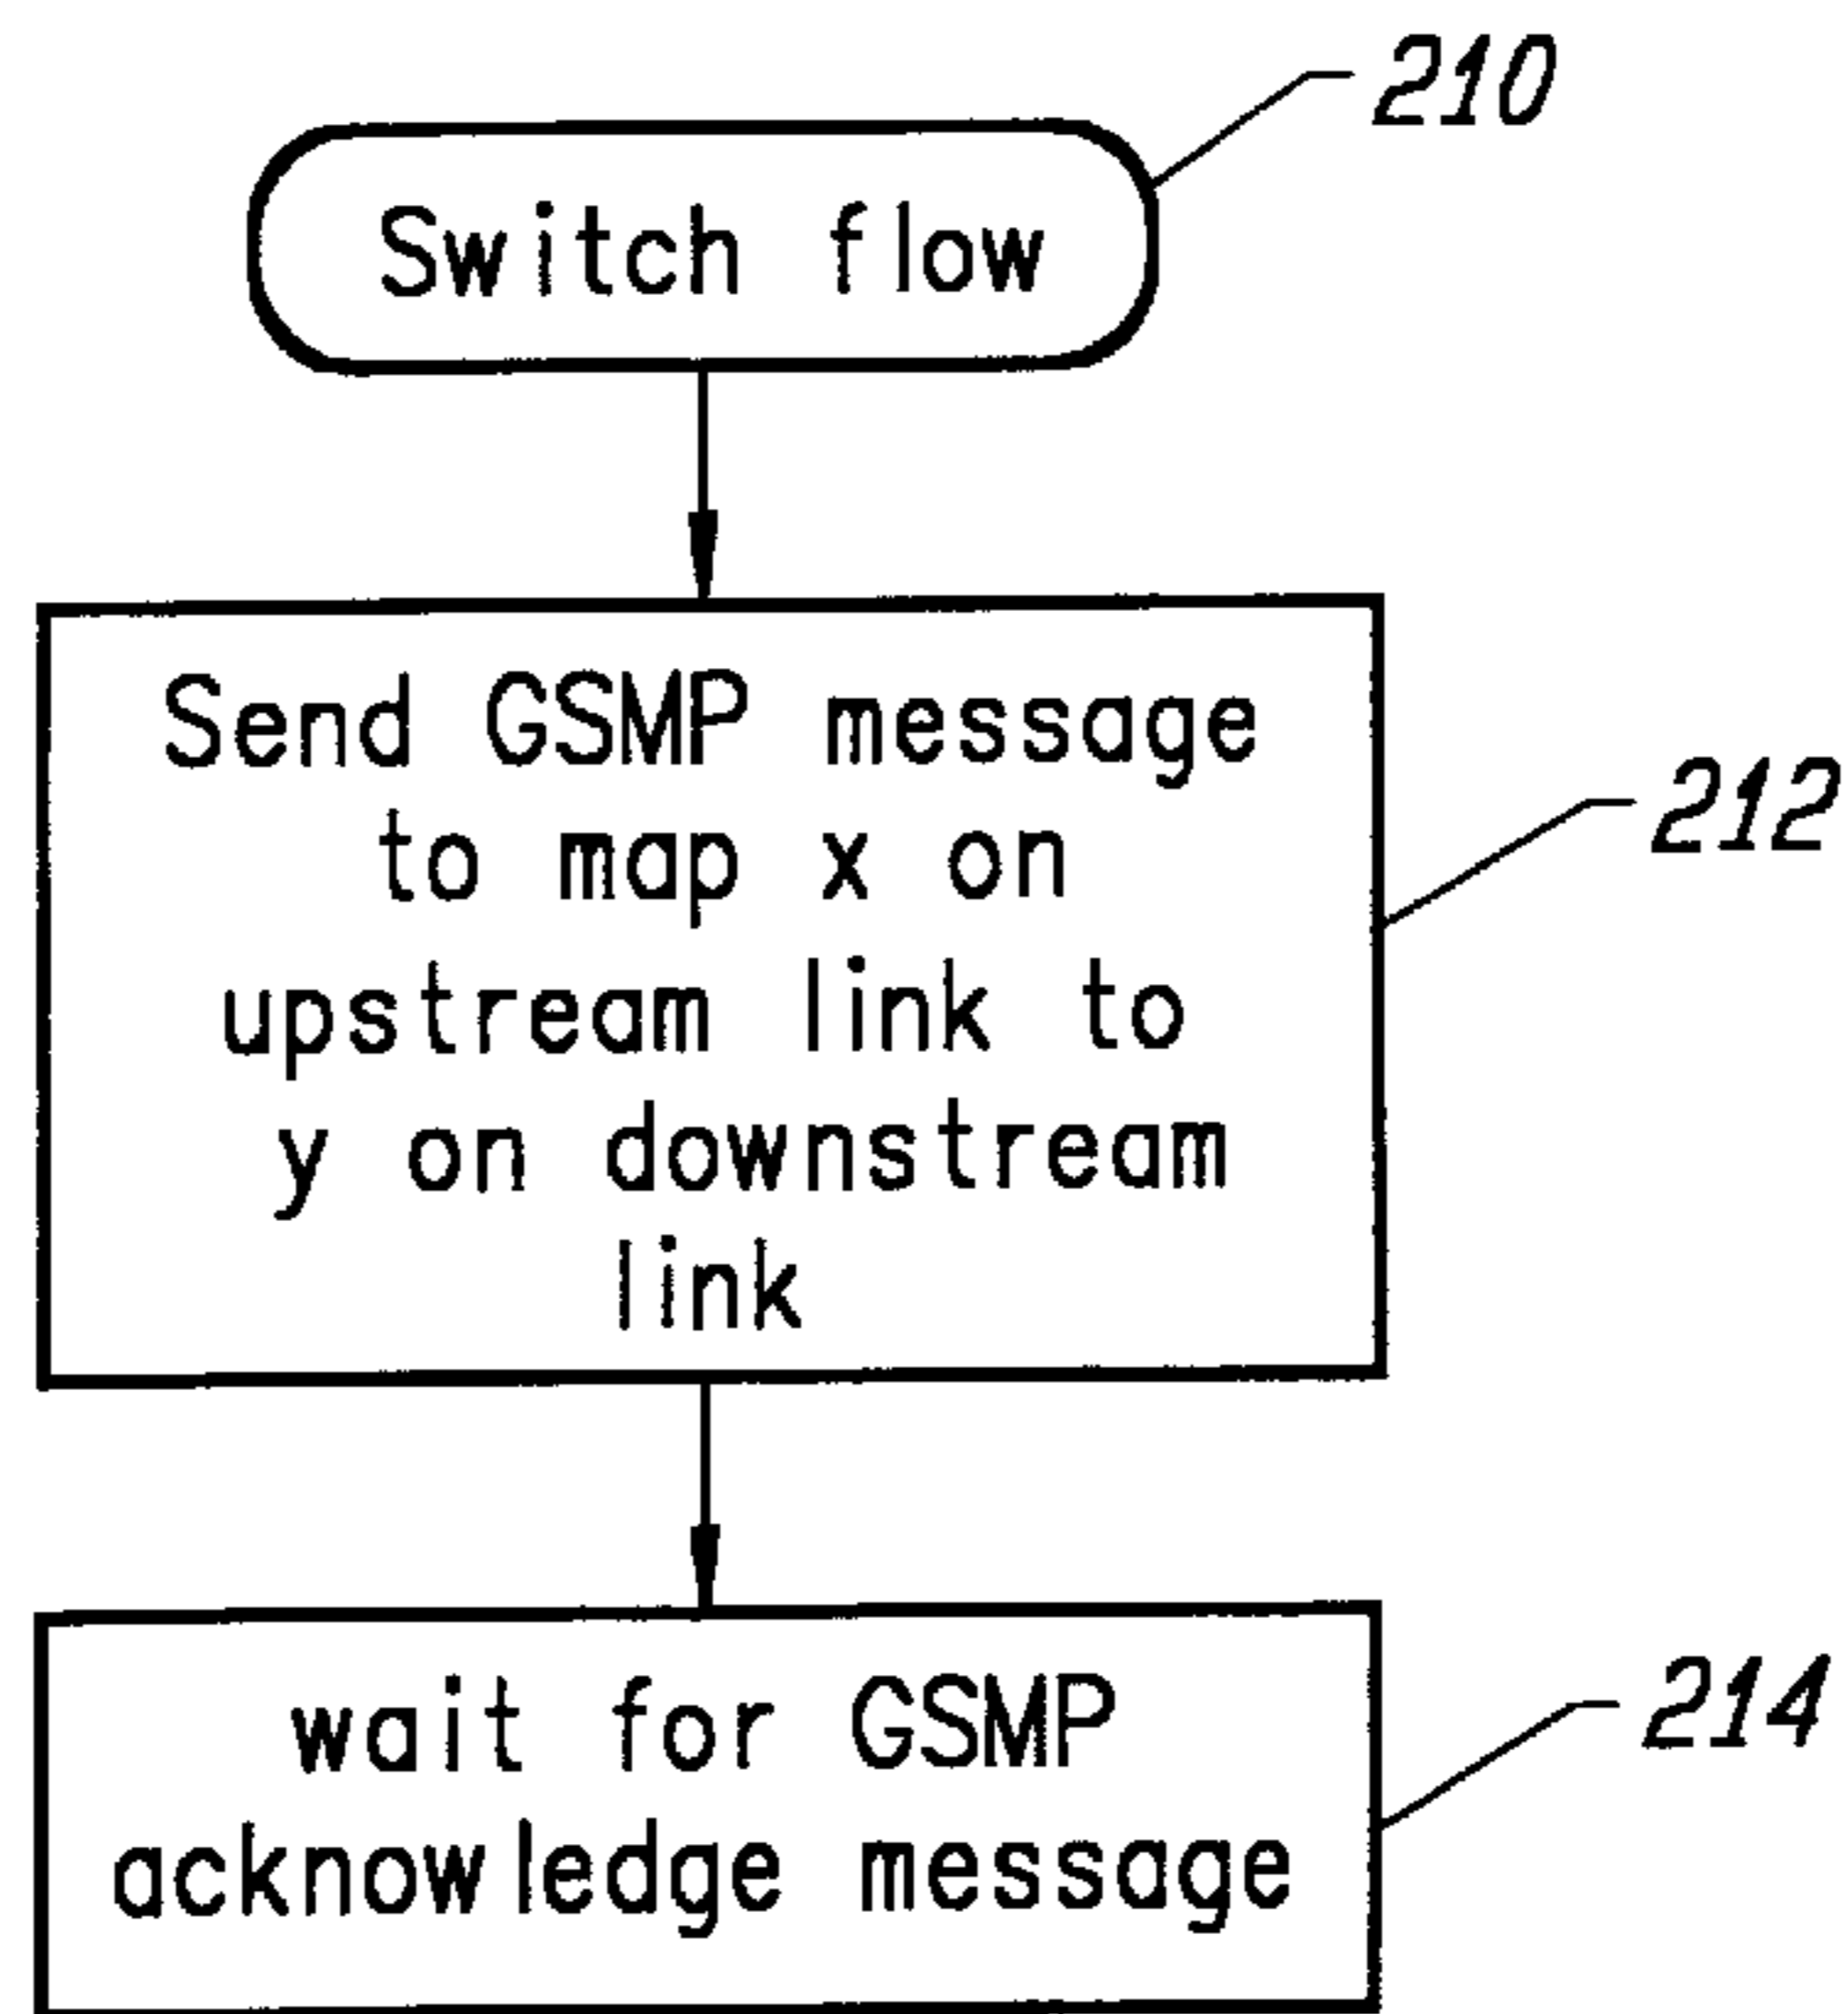 210
Switch flow
Send GSMP message
to map x on
upstream link to
y on downstream
link
212
wait for GSMP
acknowledge message
214